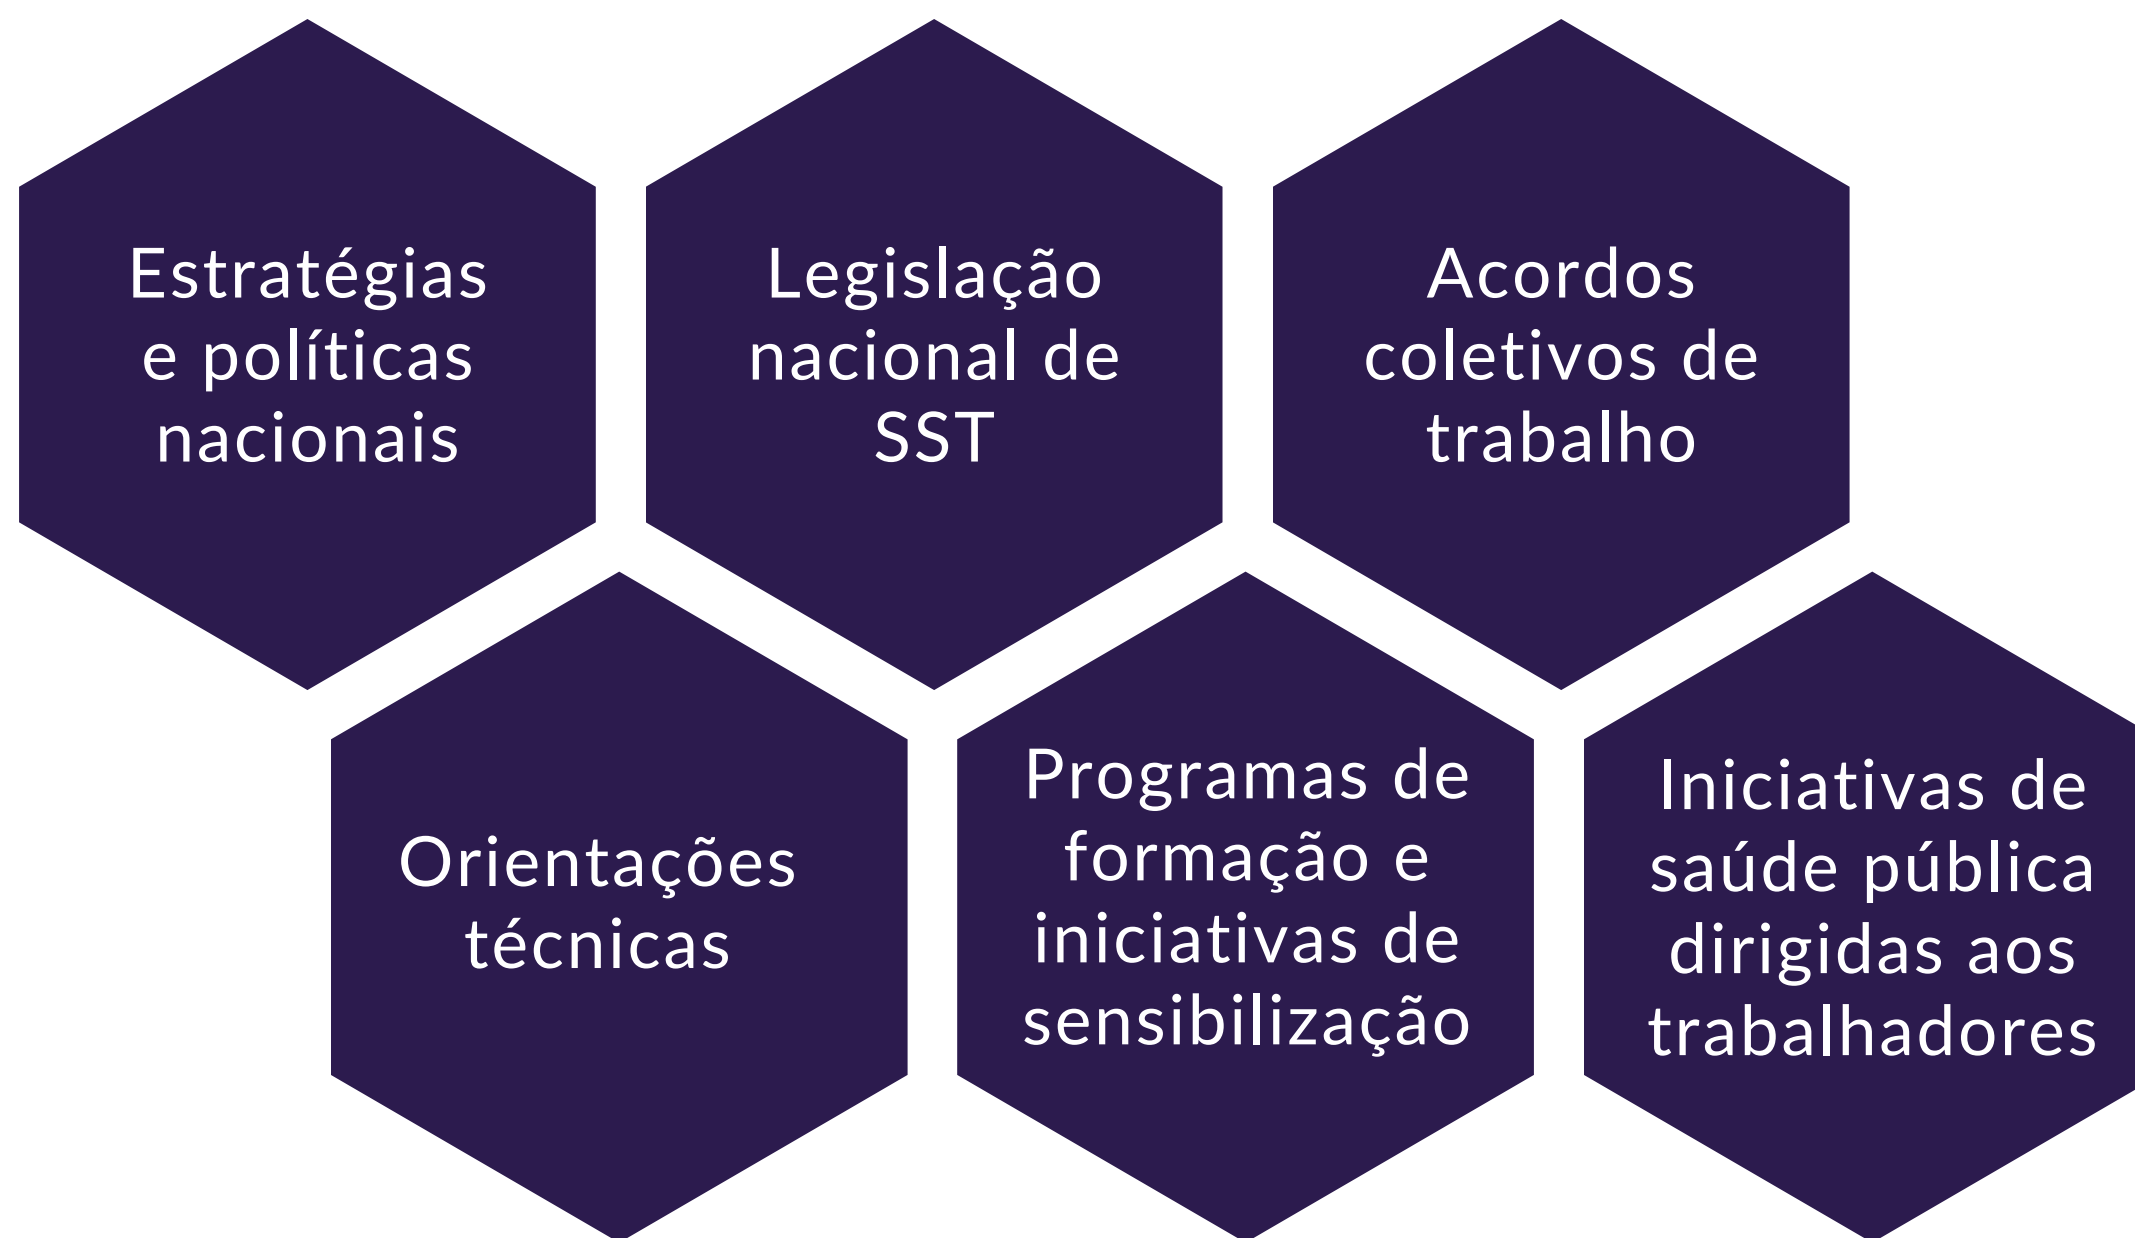 Estratégias
e políticas
nacionais
Legislação
nacional de
SST
Acordos
coletivos de
trabalho
Orientações
técnicas
Programas de
formação e
iniciativas de
sensibilização
Iniciativas de
saúde pública
dirigidas aos
trabalhadores